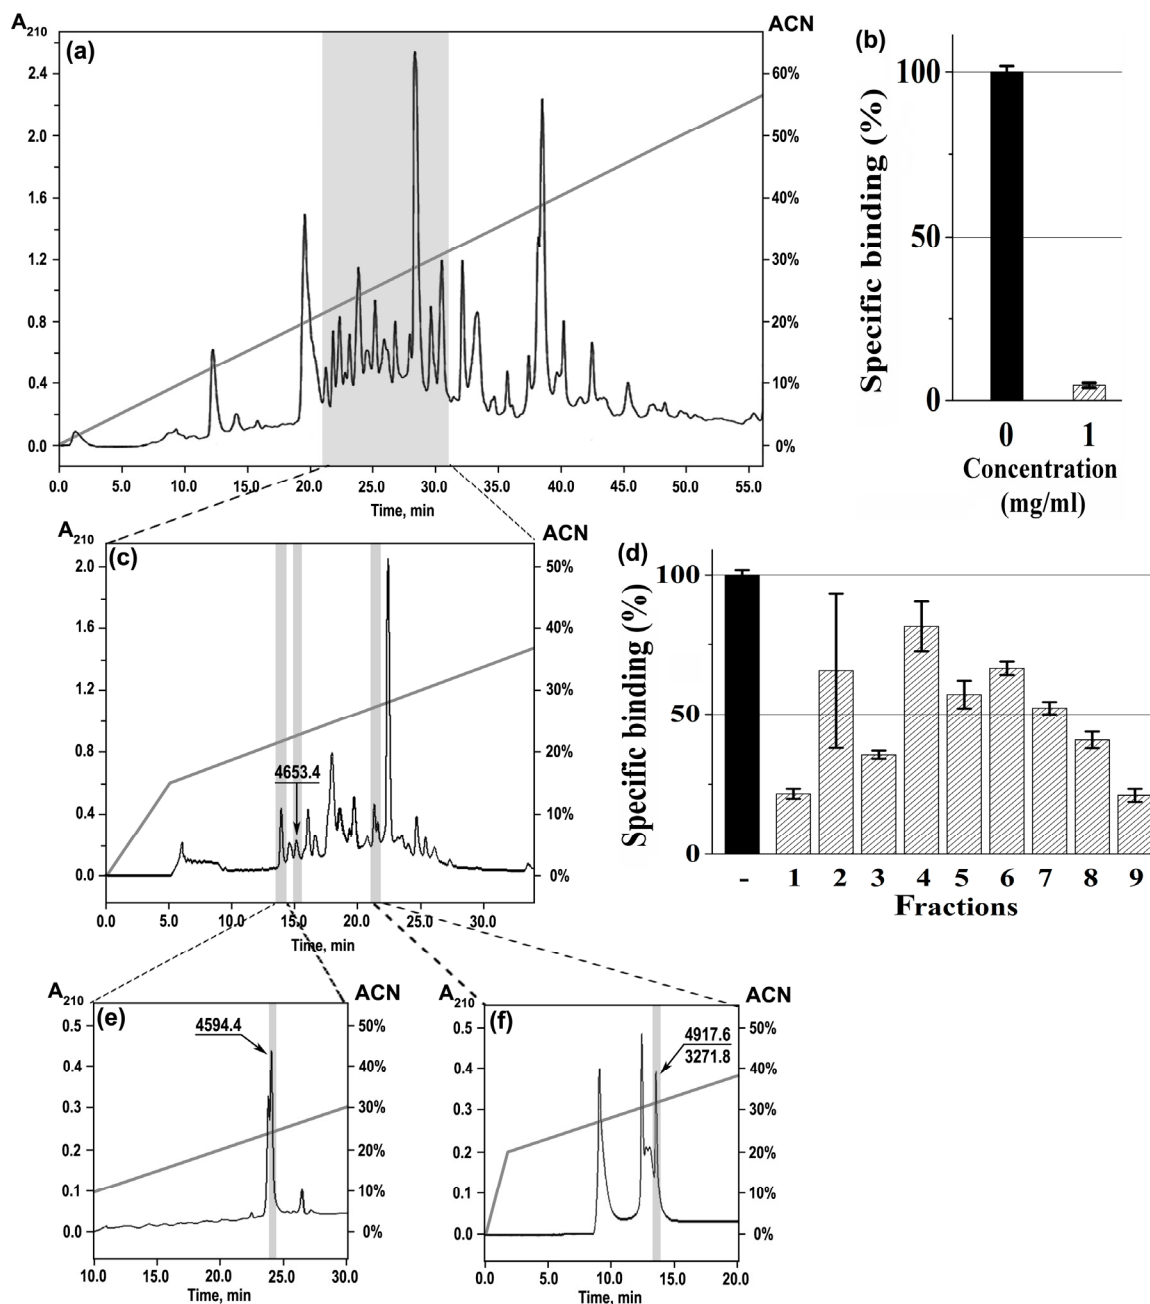 A210
ACN
(a)
2.4
2.0
1.6
1.2
0.8
0.4
0.0
60%
50%
40%
30%
20%
10%
0%
0.0 5.0 10.0 15.0 20.0 25.0 30.0 35.0 40.0 45.0 50.0 55.0
Time, min
(b)
Specific binding (%)
100
50
0
0 1
Concentration
(mg/ml)
A210
ACN
(c)
2.0
1.6
1.2
0.8
0.4
0.0
50%
40%
30%
20%
10%
0%
4653.4
0.0 5.0 10.0 15.0 20.0 25.0 30.0
Time, min
(d)
Specific binding (%)
100
50
0
- 1 2 3 4 5 6 7 8 9
Fractions
A210
ACN
(e)
0.5
0.4
0.3
0.2
0.1
0.0
50%
40%
30%
20%
10%
0%
4594.4
10.0 15.0 20.0 25.0 30.0
Time, min
A210
ACN
(f)
0.5
0.4
0.3
0.2
0.1
0.0
50%
40%
30%
20%
10%
0%
4917.6
3271.8
0.0 5.0 10.0 15.0 20.0
Time, min